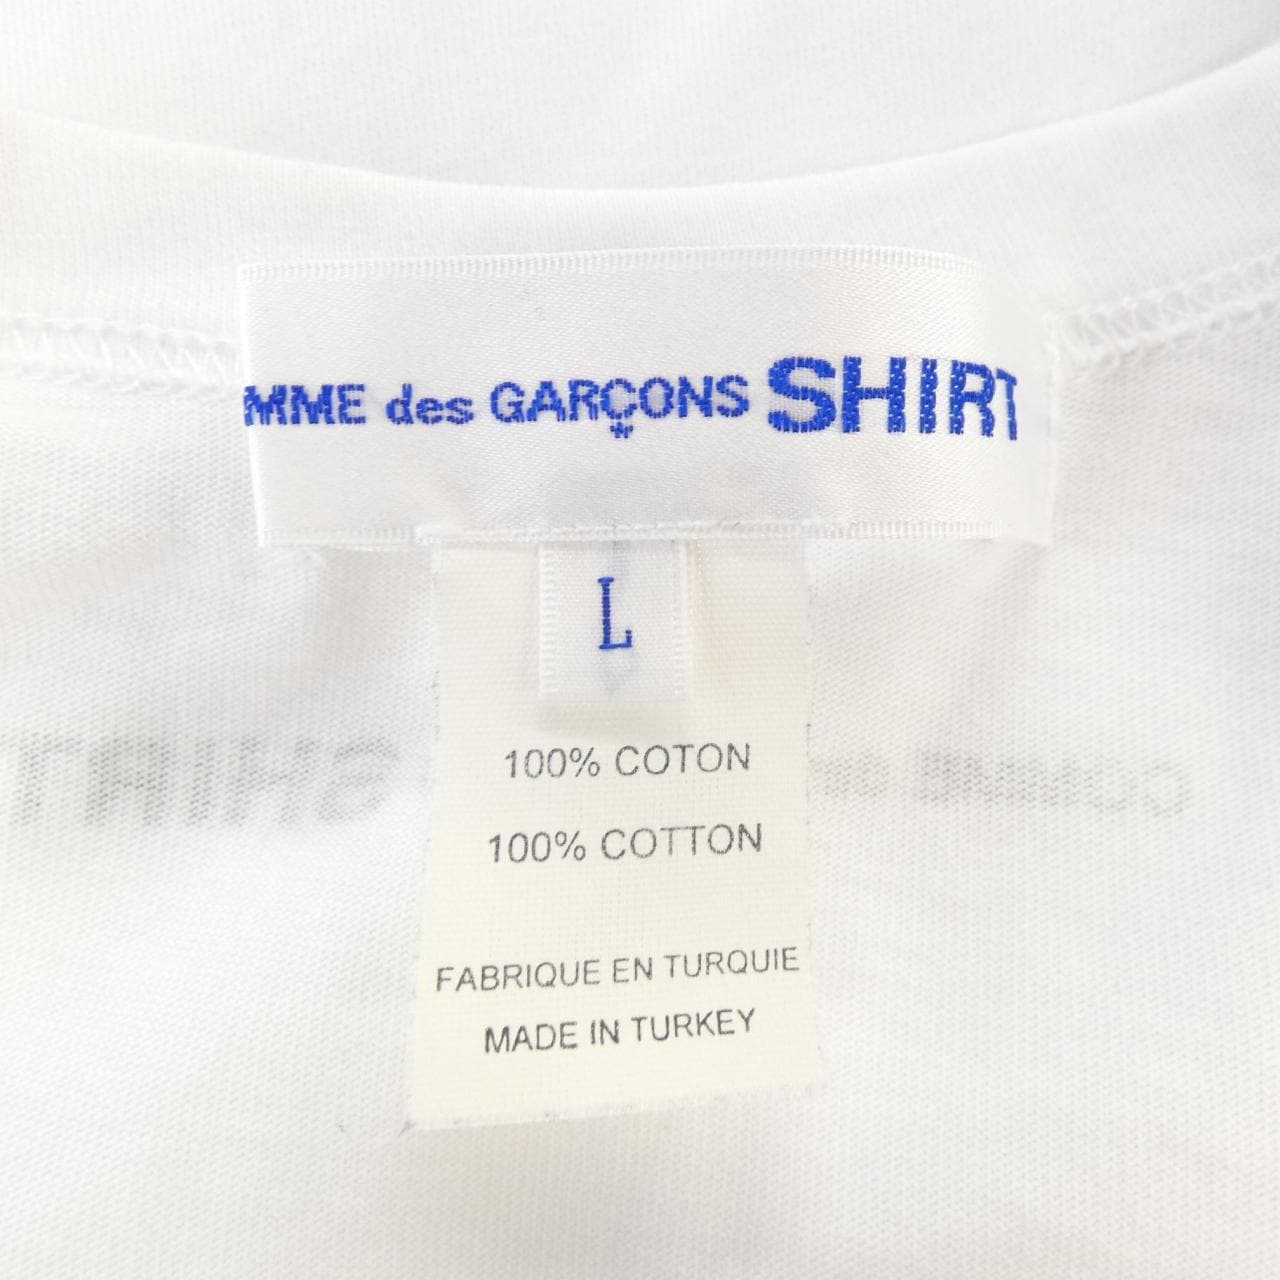 MME des GARÇONS SHIRT
L
100% COTON
100% COTTON
FABRIQUE EN TURQUIE
MADE IN TURKEY